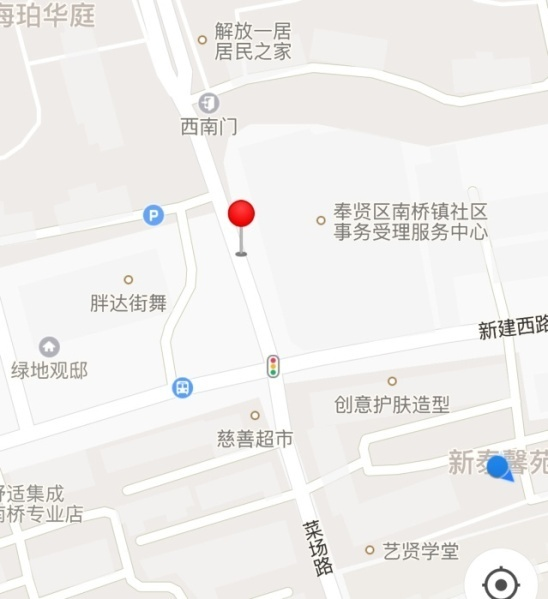 海珀华庭
解放一居
居民之家
西南门
P
奉贤区南桥镇社区
事务受理服务中心
胖达街舞
新建西路
绿地观邸
创意护肤造型
慈善超市
新泰馨苑
舒适集成
南桥专业店
菜场路
艺贤学堂